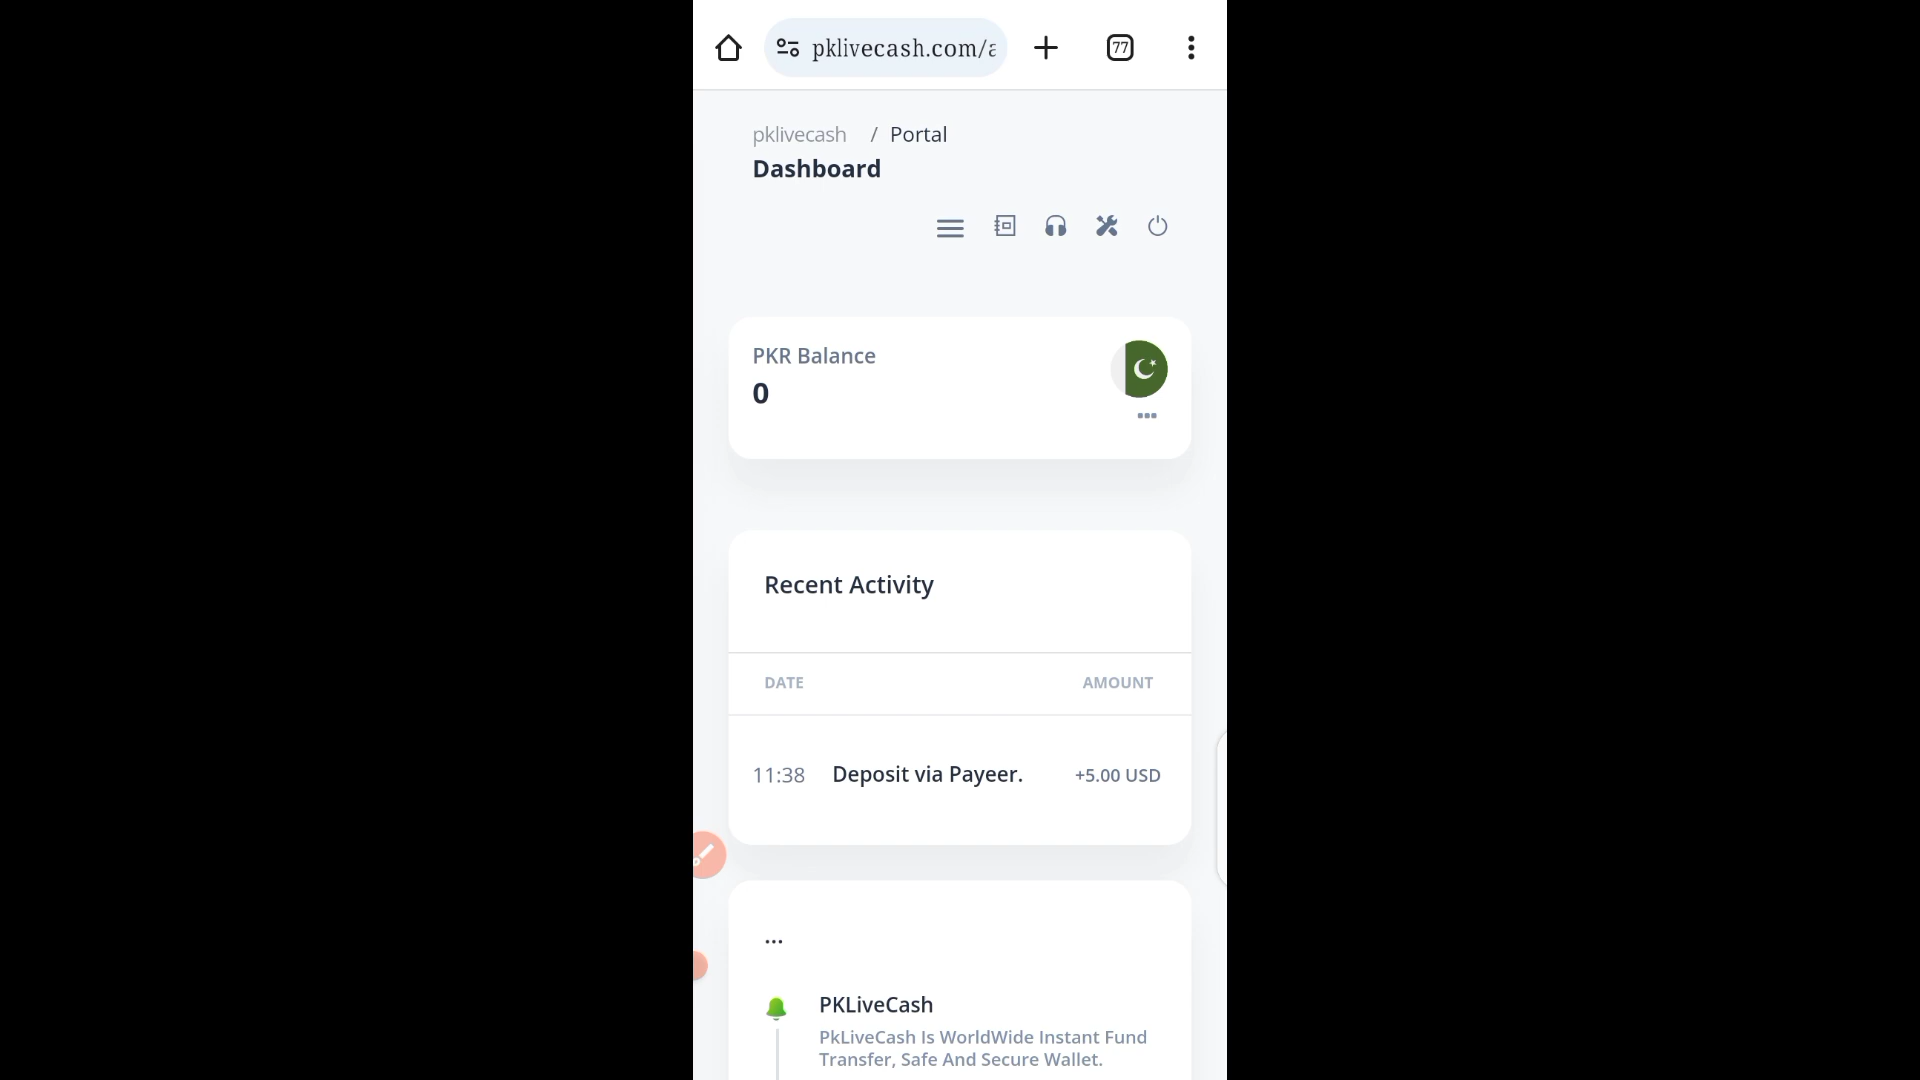 pklivecash.com/a
77
pklivecash / Portal
Dashboard
PKR Balance
0
Recent Activity
DATE AMOUNT
11:38 Deposit via Payeer. +5.00 USD
...
PKLiveCash
PkLiveCash Is WorldWide Instant Fund
Transfer, Safe And Secure Wallet.